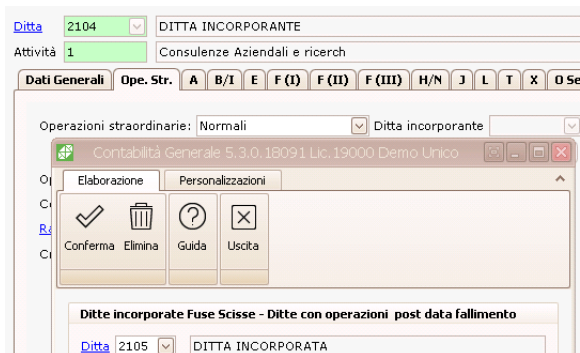 Ditta 2104 DITTA INCORPORANTE
Attività 1 Consulenze Aziendali e ricerch
Dati Generali Ope. Str. A B/I E F (I) F (II) F (III) H/N J L T X O Se
Operazioni straordinarie: Normali Ditta incorporante
Contabilità Generale 5.3.0.18091 Lic.19000 Demo Unico
Elaborazione Personalizzazioni
Conferma Elimina Guida Uscita
Ditte incorporate Fuse Scisse - Ditte con operazioni post data fallimento
Ditta 2105 DITTA INCORPORATA